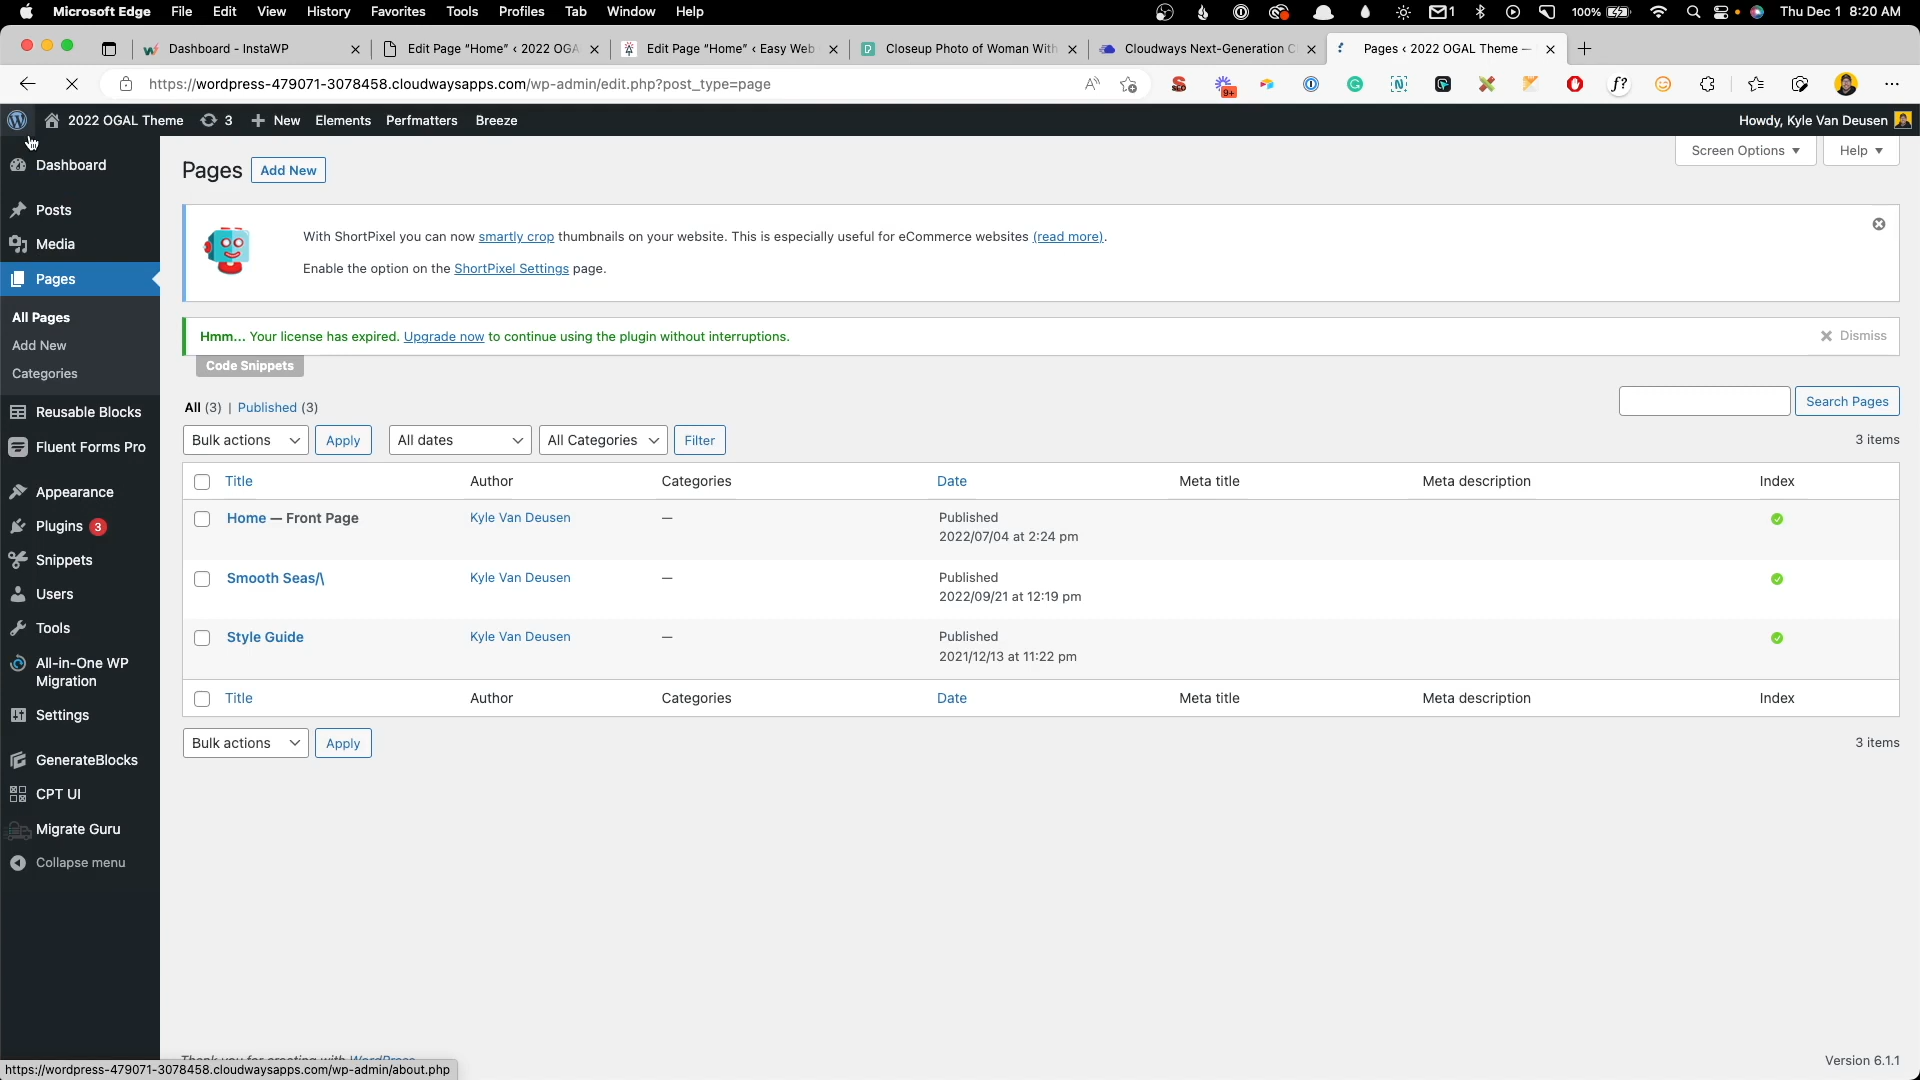 Microsoft Edge File Edit View History Favorites Tools Profiles Tab Window Help 1 100% Thu Dec 1 8:20 AM
Dashboard - InstaWP
Edit Page "Home" ‹ 2022 OGA
Edit Page "Home" ‹ Easy Web
Closeup Photo of Woman With
Cloudways Next-Generation C
Pages ‹ 2022 OGAL Theme —
https://wordpress-479071-3078458.cloudwaysapps.com/wp-admin/edit.php?post_type=page
9+
2022 OGAL Theme 3 New Elements Perfmatters Breeze Howdy, Kyle Van Deusen
Dashboard
Posts
Media
Pages
All Pages
Add New
Categories
Reusable Blocks
Fluent Forms Pro
Appearance
Plugins 3
Snippets
Users
Tools
All-in-One WP
Migration
Settings
GenerateBlocks
CPT UI
Migrate Guru
Collapse menu
Screen Options Help
Pages Add New
With ShortPixel you can now smartly crop thumbnails on your website. This is especially useful for eCommerce websites (read more).
Enable the option on the ShortPixel Settings page.
Hmm... Your license has expired. Upgrade now to continue using the plugin without interruptions. Dismiss
Code Snippets
All (3) | Published (3) Search Pages
Bulk actions Apply All dates All Categories Filter 3 items
Title Author Categories Date Meta title Meta description Index
Home — Front Page Kyle Van Deusen — Published
2022/07/04 at 2:24 pm
Smooth Seas/\ Kyle Van Deusen — Published
2022/09/21 at 12:19 pm
Style Guide Kyle Van Deusen — Published
2021/12/13 at 11:22 pm
Title Author Categories Date Meta title Meta description Index
Bulk actions Apply 3 items
Thank you for creating with WordPress. Version 6.1.1
https://wordpress-479071-3078458.cloudwaysapps.com/wp-admin/about.php